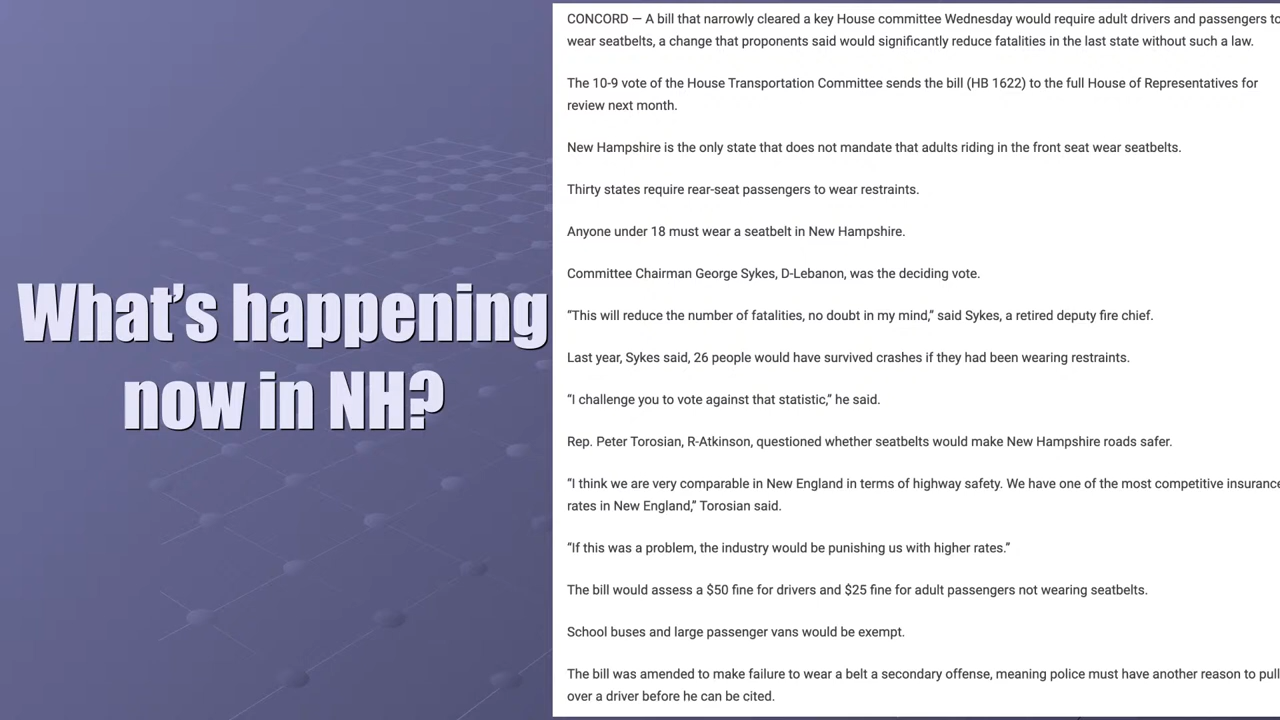 What's happening
now in NH?
CONCORD — A bill that narrowly cleared a key House committee Wednesday would require adult drivers and passengers to
wear seatbelts, a change that proponents said would significantly reduce fatalities in the last state without such a law.
The 10-9 vote of the House Transportation Committee sends the bill (HB 1622) to the full House of Representatives for
review next month.
New Hampshire is the only state that does not mandate that adults riding in the front seat wear seatbelts.
Thirty states require rear-seat passengers to wear restraints.
Anyone under 18 must wear a seatbelt in New Hampshire.
Committee Chairman George Sykes, D-Lebanon, was the deciding vote.
“This will reduce the number of fatalities, no doubt in my mind,” said Sykes, a retired deputy fire chief.
Last year, Sykes said, 26 people would have survived crashes if they had been wearing restraints.
“I challenge you to vote against that statistic,” he said.
Rep. Peter Torosian, R-Atkinson, questioned whether seatbelts would make New Hampshire roads safer.
“I think we are very comparable in New England in terms of highway safety. We have one of the most competitive insurance
rates in New England,” Torosian said.
“If this was a problem, the industry would be punishing us with higher rates.”
The bill would assess a $50 fine for drivers and $25 fine for adult passengers not wearing seatbelts.
School buses and large passenger vans would be exempt.
The bill was amended to make failure to wear a belt a secondary offense, meaning police must have another reason to pull
over a driver before he can be cited.